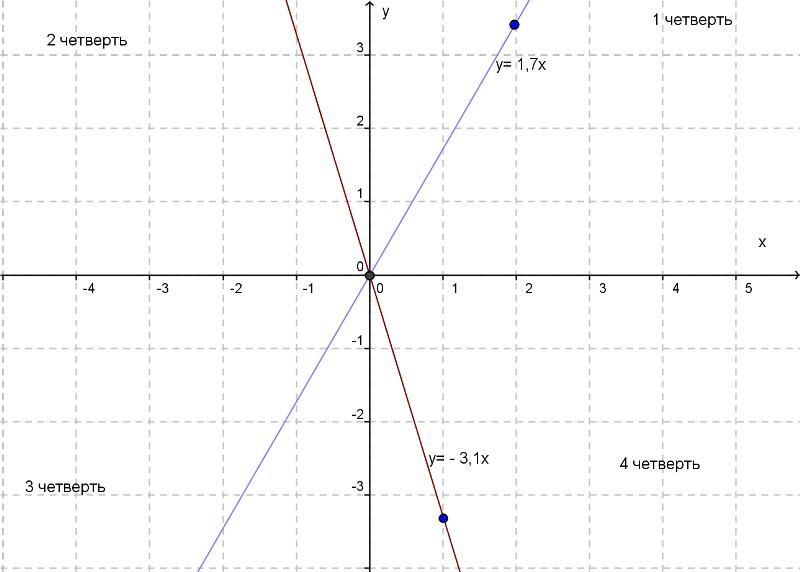 y
1 четверть
2 четверть
3
y= 1,7x
2
1
x
0
-4 -3 -2 -1 0 1 2 3 4 5
-1
-2
y= - 3,1x
4 четверть
-3
3 четверть